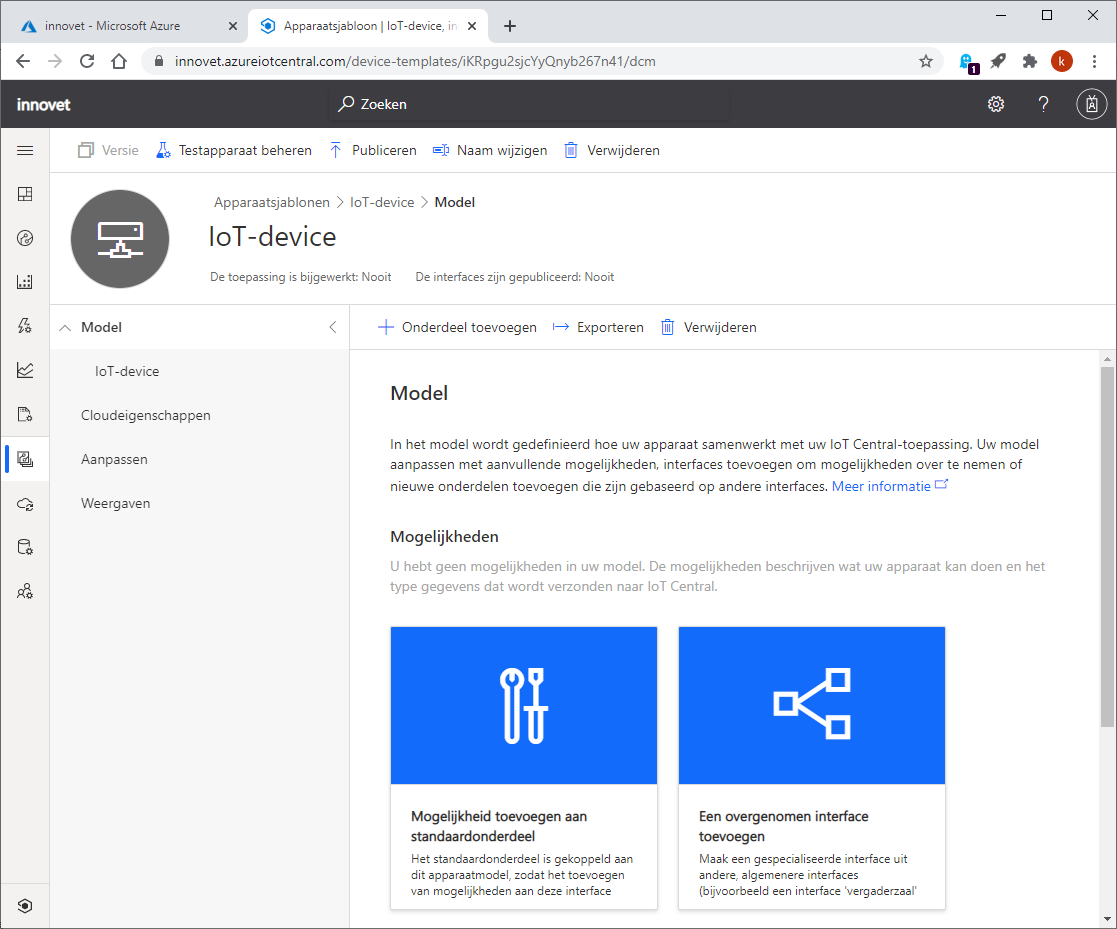 innovet - Microsoft Azure
Apparaatsjabloon | IoT-device, in
innovet.azureiotcentral.com/device-templates/iKRpgu2sjcYyQnyb267n41/dcm
1
k
innovet
Zoeken
?
Versie
Testapparaat beheren
Publiceren
Naam wijzigen
Verwijderen
Apparaatsjablonen > IoT-device > Model
IoT-device
De toepassing is bijgewerkt: Nooit
De interfaces zijn gepubliceerd: Nooit
Model
IoT-device
Cloudeigenschappen
Aanpassen
Weergaven
Onderdeel toevoegen
Exporteren
Verwijderen
Model
In het model wordt gedefinieerd hoe uw apparaat samenwerkt met uw IoT Central-toepassing. Uw model
aanpassen met aanvullende mogelijkheden, interfaces toevoegen om mogelijkheden over te nemen of
nieuwe onderdelen toevoegen die zijn gebaseerd op andere interfaces. Meer informatie
Mogelijkheden
U hebt geen mogelijkheden in uw model. De mogelijkheden beschrijven wat uw apparaat kan doen en het
type gegevens dat wordt verzonden naar IoT Central.
Mogelijkheid toevoegen aan
standaardonderdeel
Het standaardonderdeel is gekoppeld aan
dit apparaatmodel, zodat het toevoegen
van mogelijkheden aan deze interface
Een overgenomen interface
toevoegen
Maak een gespecialiseerde interface uit
andere, algemenere interfaces
(bijvoorbeeld een interface 'vergaderzaal'